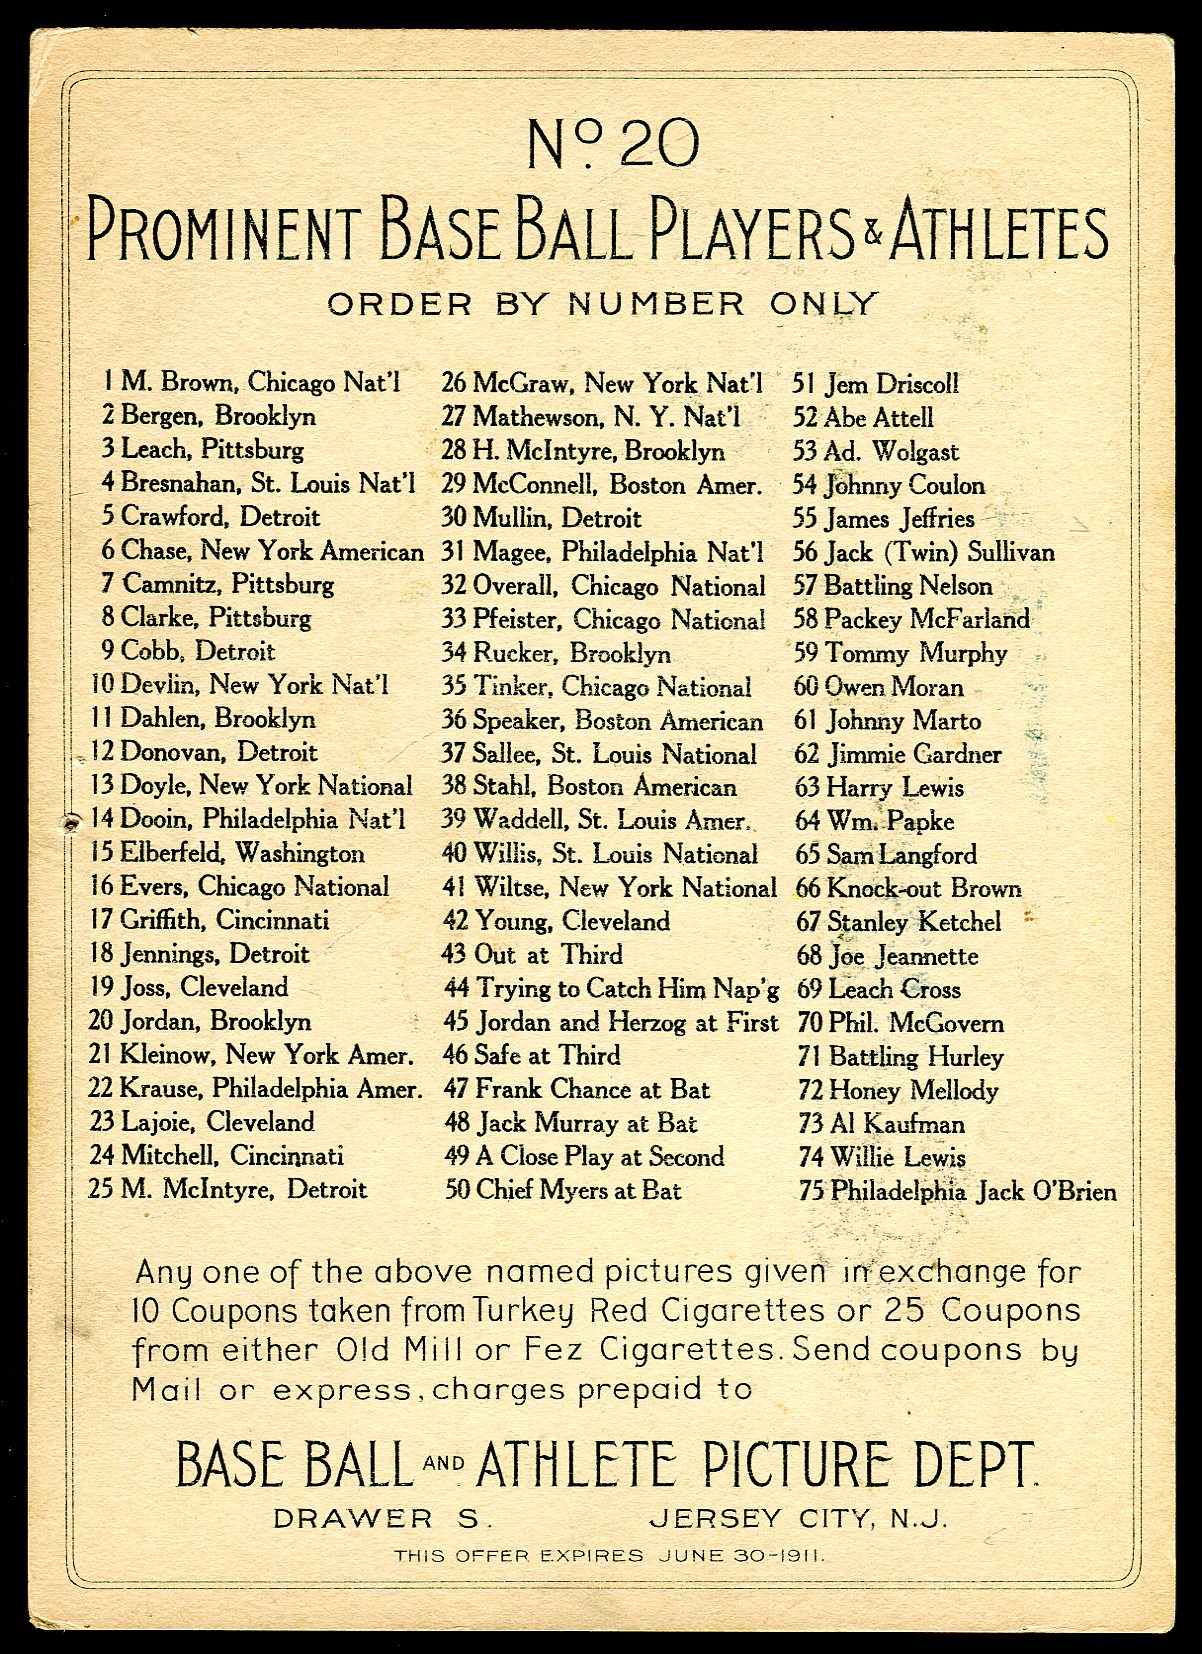 No. 20
PROMINENT BASE BALL PLAYERS & ATHLETES
ORDER BY NUMBER ONLY
1 M. Brown, Chicago Nat'l
2 Bergen, Brooklyn
3 Leach, Pittsburg
4 Bresnahan, St. Louis Nat'l
5 Crawford, Detroit
6 Chase, New York American
7 Camnitz, Pittsburg
8 Clarke, Pittsburg
9 Cobb, Detroit
10 Devlin, New York Nat'l
11 Dahlen, Brooklyn
12 Donovan, Detroit
13 Doyle, New York National
14 Dooin, Philadelphia Nat'l
15 Elberfeld, Washington
16 Evers, Chicago National
17 Griffith, Cincinnati
18 Jennings, Detroit
19 Joss, Cleveland
20 Jordan, Brooklyn
21 Kleinow, New York Amer.
22 Krause, Philadelphia Amer.
23 Lajoie, Cleveland
24 Mitchell, Cincinnati
25 M. McIntyre, Detroit
26 McGraw, New York Nat'l
27 Mathewson, N. Y. Nat'l
28 H. McIntyre, Brooklyn
29 McConnell, Boston Amer.
30 Mullin, Detroit
31 Magee, Philadelphia Nat'l
32 Overall, Chicago National
33 Pfeister, Chicago National
34 Rucker, Brooklyn
35 Tinker, Chicago National
36 Speaker, Boston American
37 Sallee, St. Louis National
38 Stahl, Boston American
39 Waddell, St. Louis Amer.
40 Willis, St. Louis National
41 Wiltse, New York National
42 Young, Cleveland
43 Out at Third
44 Trying to Catch Him Nap'g
45 Jordan and Herzog at First
46 Safe at Third
47 Frank Chance at Bat
48 Jack Murray at Bat
49 A Close Play at Second
50 Chief Myers at Bat
51 Jem Driscoll
52 Abe Attell
53 Ad. Wolgast
54 Johnny Coulon
55 James Jeffries
56 Jack (Twin) Sullivan
57 Battling Nelson
58 Packey McFarland
59 Tommy Murphy
60 Owen Moran
61 Johnny Marto
62 Jimmie Gardner
63 Harry Lewis
64 Wm. Papke
65 Sam Langford
66 Knock-out Brown
67 Stanley Ketchel
68 Joe Jeannette
69 Leach Cross
70 Phil. McGovern
71 Battling Hurley
72 Honey Mellody
73 Al Kaufman
74 Willie Lewis
75 Philadelphia Jack O'Brien
Any one of the above named pictures given in exchange for
10 Coupons taken from Turkey Red Cigarettes or 25 Coupons
from either Old Mill or Fez Cigarettes. Send coupons by
Mail or express, charges prepaid to
BASE BALL AND ATHLETE PICTURE DEPT.
DRAWER S. JERSEY CITY, N.J.
THIS OFFER EXPIRES JUNE 30-1911.